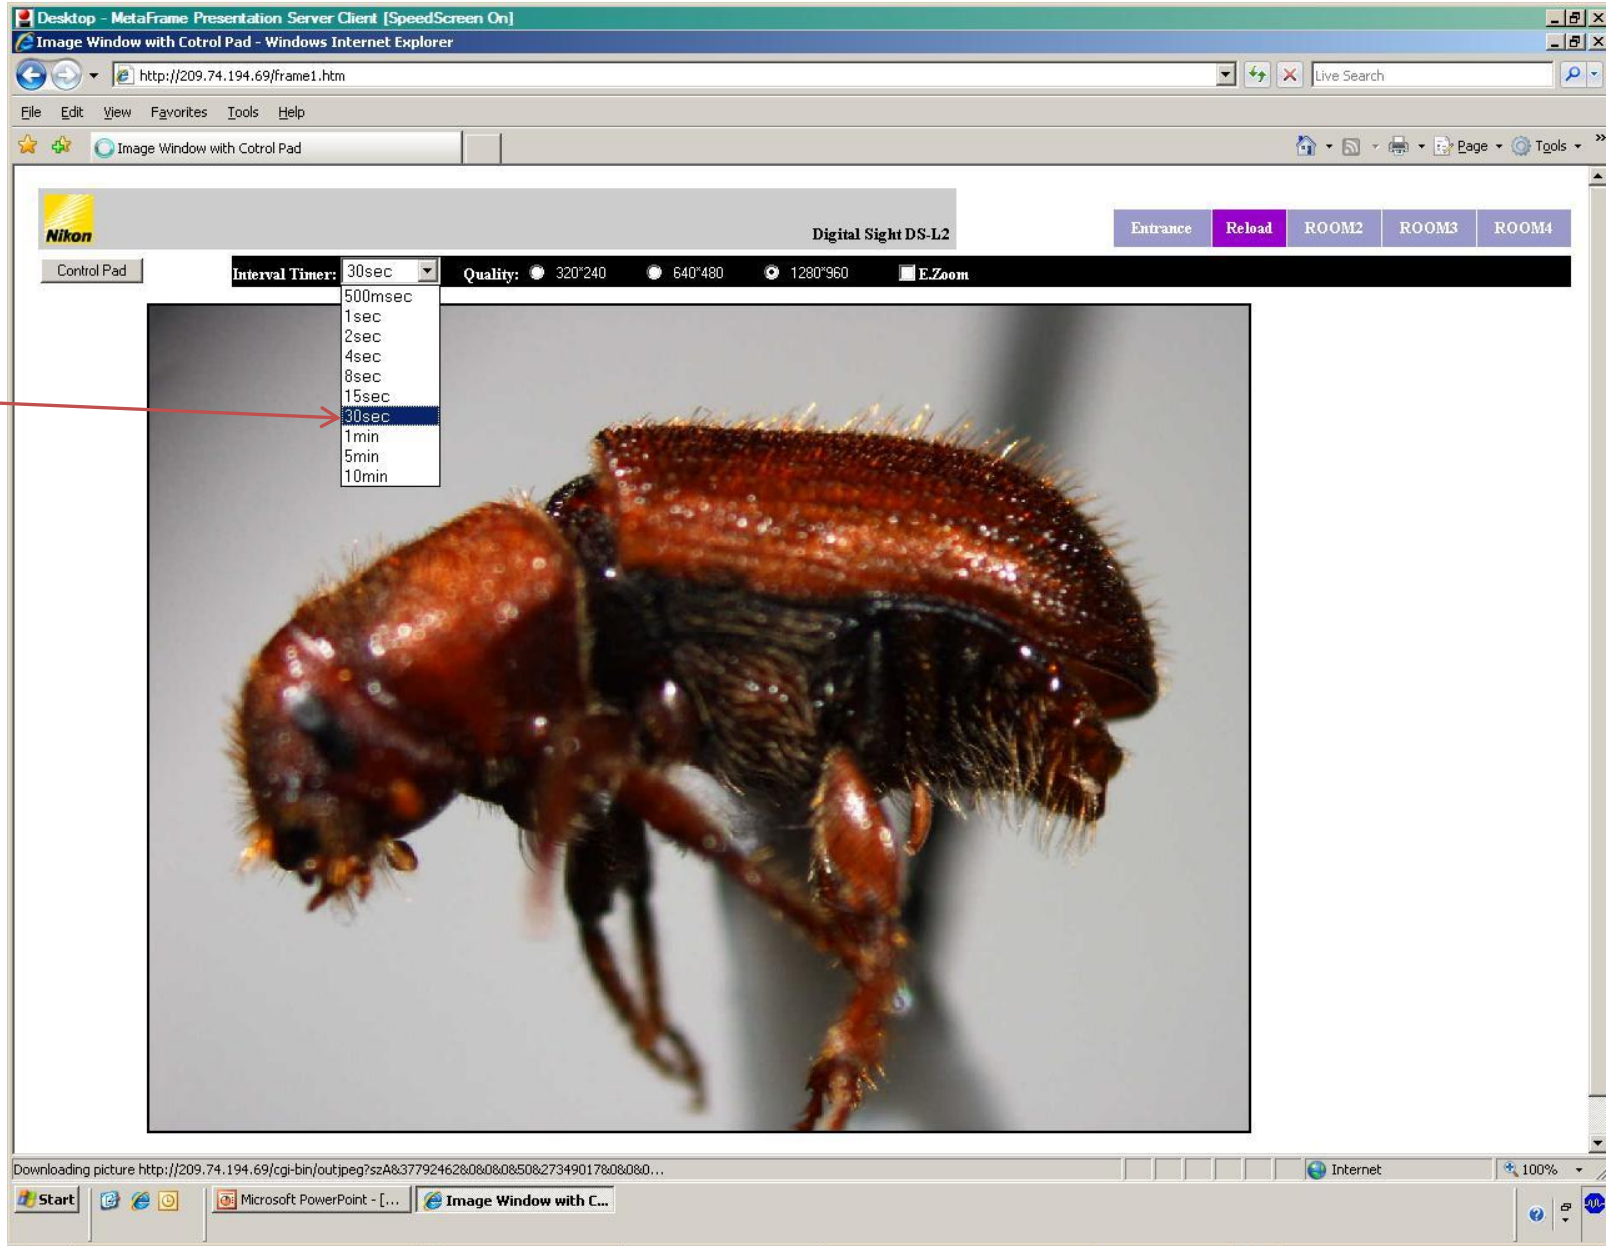 Desktop - MetaFrame Presentation Server Client [SpeedScreen On]
Image Window with Cotrol Pad - Windows Internet Explorer
http://209.74.194.69/frame1.htm
Live Search
File Edit View Favorites Tools Help
Image Window with Cotrol Pad
Page Tools
Nikon
Digital Sight DS-L2
Entrance Reload ROOM2 ROOM3 ROOM4
Control Pad
Interval Timer: 30sec Quality: 320*240 640*480 1280*960 E.Zoom
500msec
1sec
2sec
4sec
8sec
15sec
30sec
1min
5min
10min
Downloading picture http://209.74.194.69/cgi-bin/outjpeg?szA&37792462&0&0&0&50&27349017&0&0&0...
Internet
100%
Start
Microsoft PowerPoint - [...
Image Window with C...